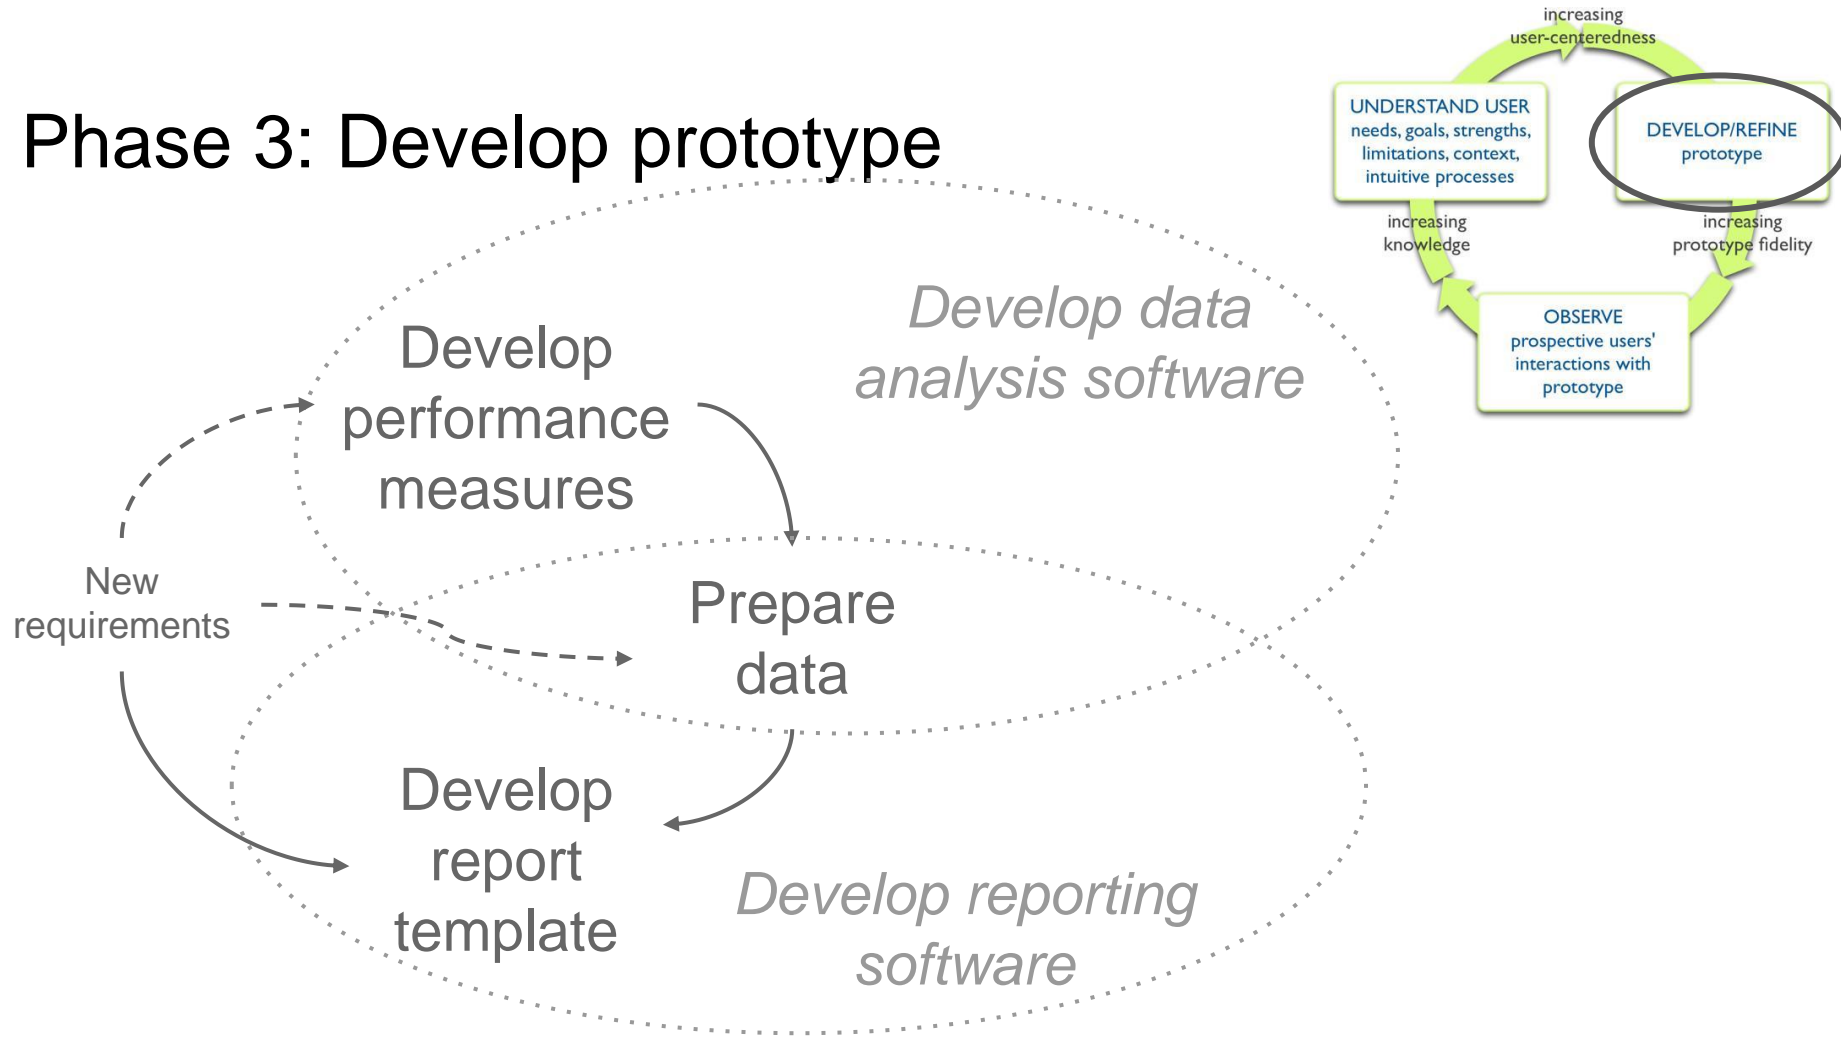 Phase 3: Develop prototype
increasing
user-centeredness
UNDERSTAND USER
needs, goals, strengths,
limitations, context,
intuitive processes
DEVELOP/REFINE
prototype
increasing
knowledge
increasing
prototype fidelity
OBSERVE
prospective users'
interactions with
prototype
Develop data
analysis software
Develop
performance
measures
New
requirements
Prepare
data
Develop
report
template
Develop reporting
software